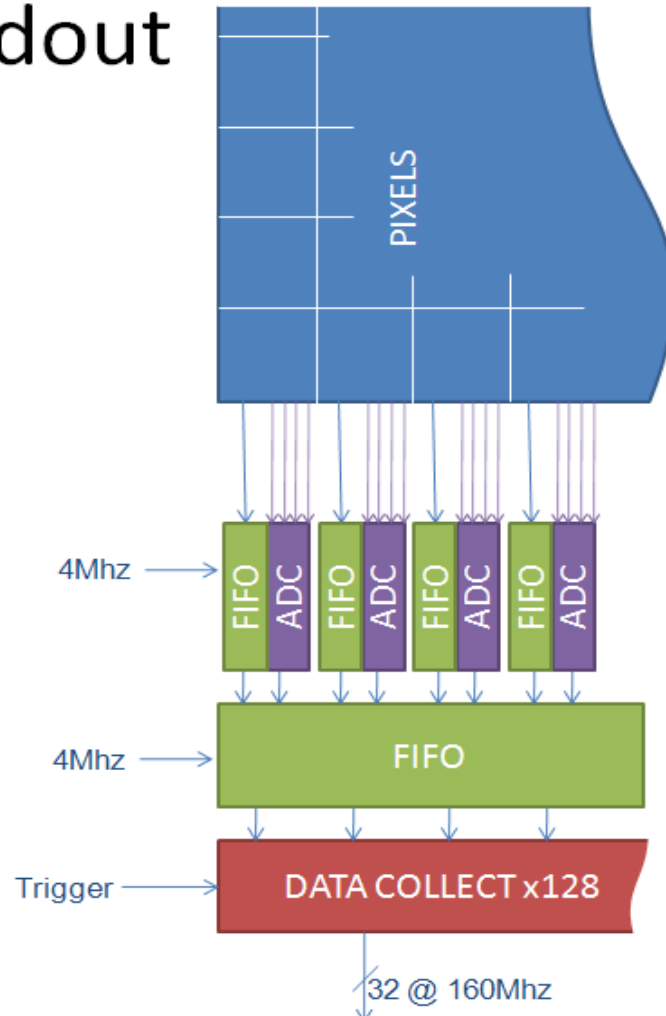 dout
PIXELS
4Mhz
FIFO ADC FIFO ADC FIFO ADC FIFO ADC
4Mhz
FIFO
Trigger
DATA COLLECT x128
32 @ 160Mhz